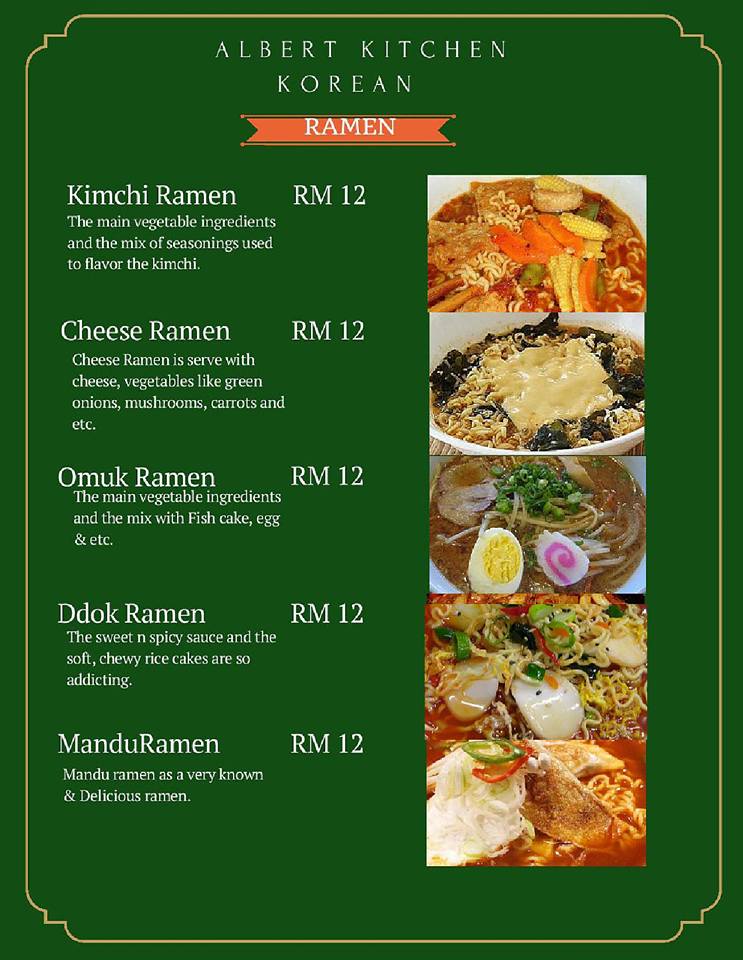 ALBERT KITCHEN
KOREAN
RAMEN
Kimchi Ramen RM 12
The main vegetable ingredients
and the mix of seasonings used
to flavor the kimchi.
Cheese Ramen RM 12
Cheese Ramen is serve with
cheese, vegetables like green
onions, mushrooms, carrots and
etc.
Omuk Ramen RM 12
The main vegetable ingredients
and the mix with Fish cake, egg
& etc.
Ddok Ramen RM 12
The sweet n spicy sauce and the
soft, chewy rice cakes are so
addicting.
ManduRamen RM 12
Mandu ramen as a very known
& Delicious ramen.